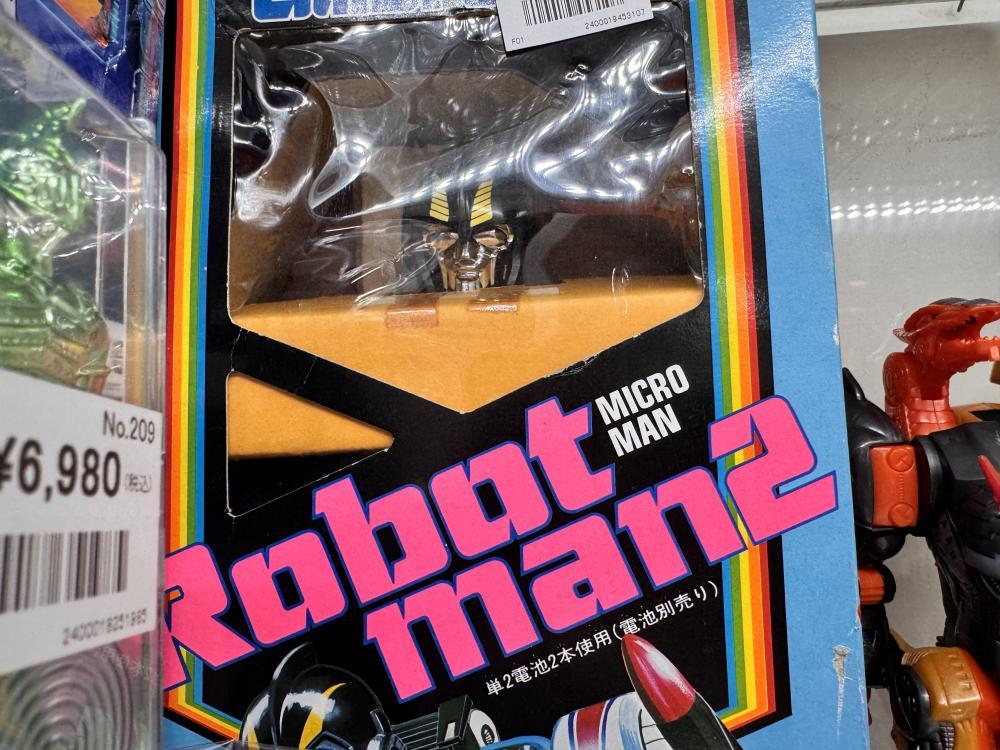 F01
2400019453107
No.209
¥6,980(税込)
2400018251985
MICRO
MAN
Robot
man2
単2電池2本使用(電池別売り)